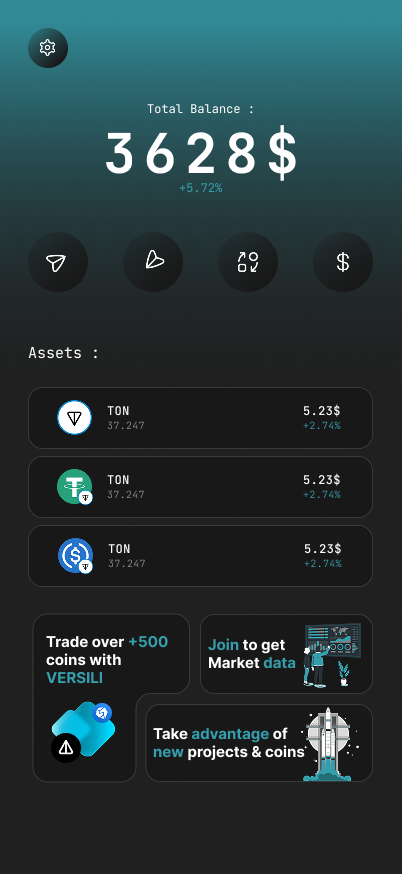 Total Balance :
3628$
+5.72%
Assets :
TON
5.23$
37.247
+2.74%
TON
5.23$
37.247
+2.74%
TON
5.23$
37.247
+2.74%
Trade over +500
coins with
VERSILI
Join to get
Market data
Take advantage of
new projects & coins